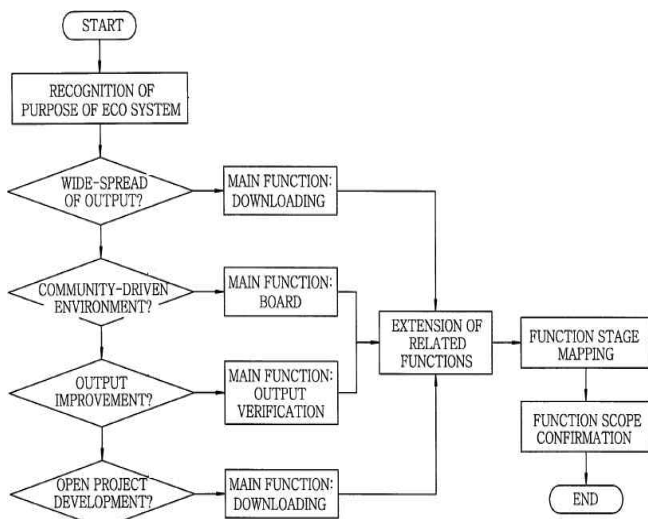 START
RECOGNITION OF
PURPOSE OF ECO SYSTEM
WIDE-SPREAD
OF OUTPUT?
MAIN FUNCTION:
DOWNLOADING
COMMUNITY-DRIVEN
ENVIRONMENT?
MAIN FUNCTION:
BOARD
OUTPUT
IMPROVEMENT?
MAIN FUNCTION:
OUTPUT
VERIFICATION
OPEN PROJECT
DEVELOPMENT?
MAIN FUNCTION:
DOWNLOADING
EXTENSION OF
RELATED
FUNCTIONS
FUNCTION STAGE
MAPPING
FUNCTION SCOPE
CONFIRMATION
END